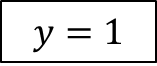 y = 1